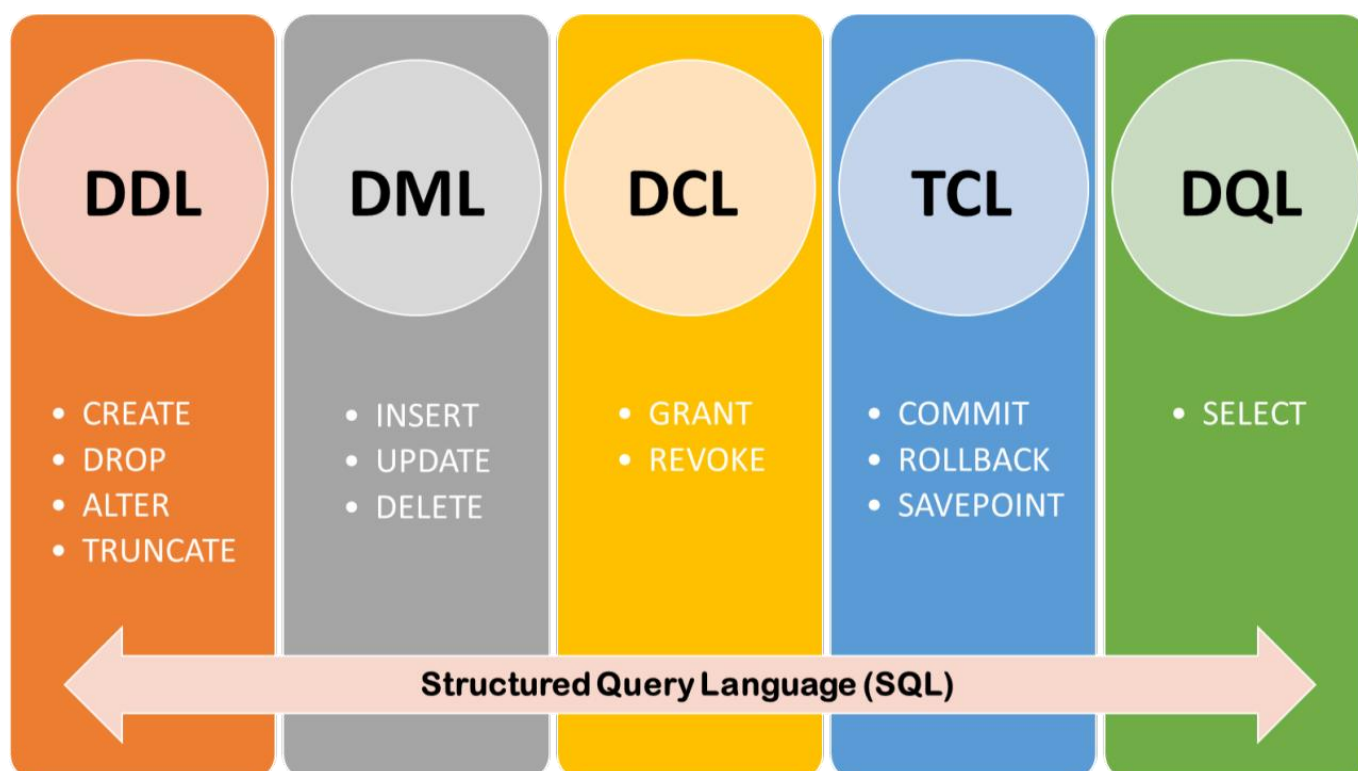 DDL
• CREATE
• DROP
• ALTER
• TRUNCATE
DML
• INSERT
• UPDATE
• DELETE
DCL
• GRANT
• REVOKE
TCL
• COMMIT
• ROLLBACK
• SAVEPOINT
DQL
• SELECT
Structured Query Language (SQL)